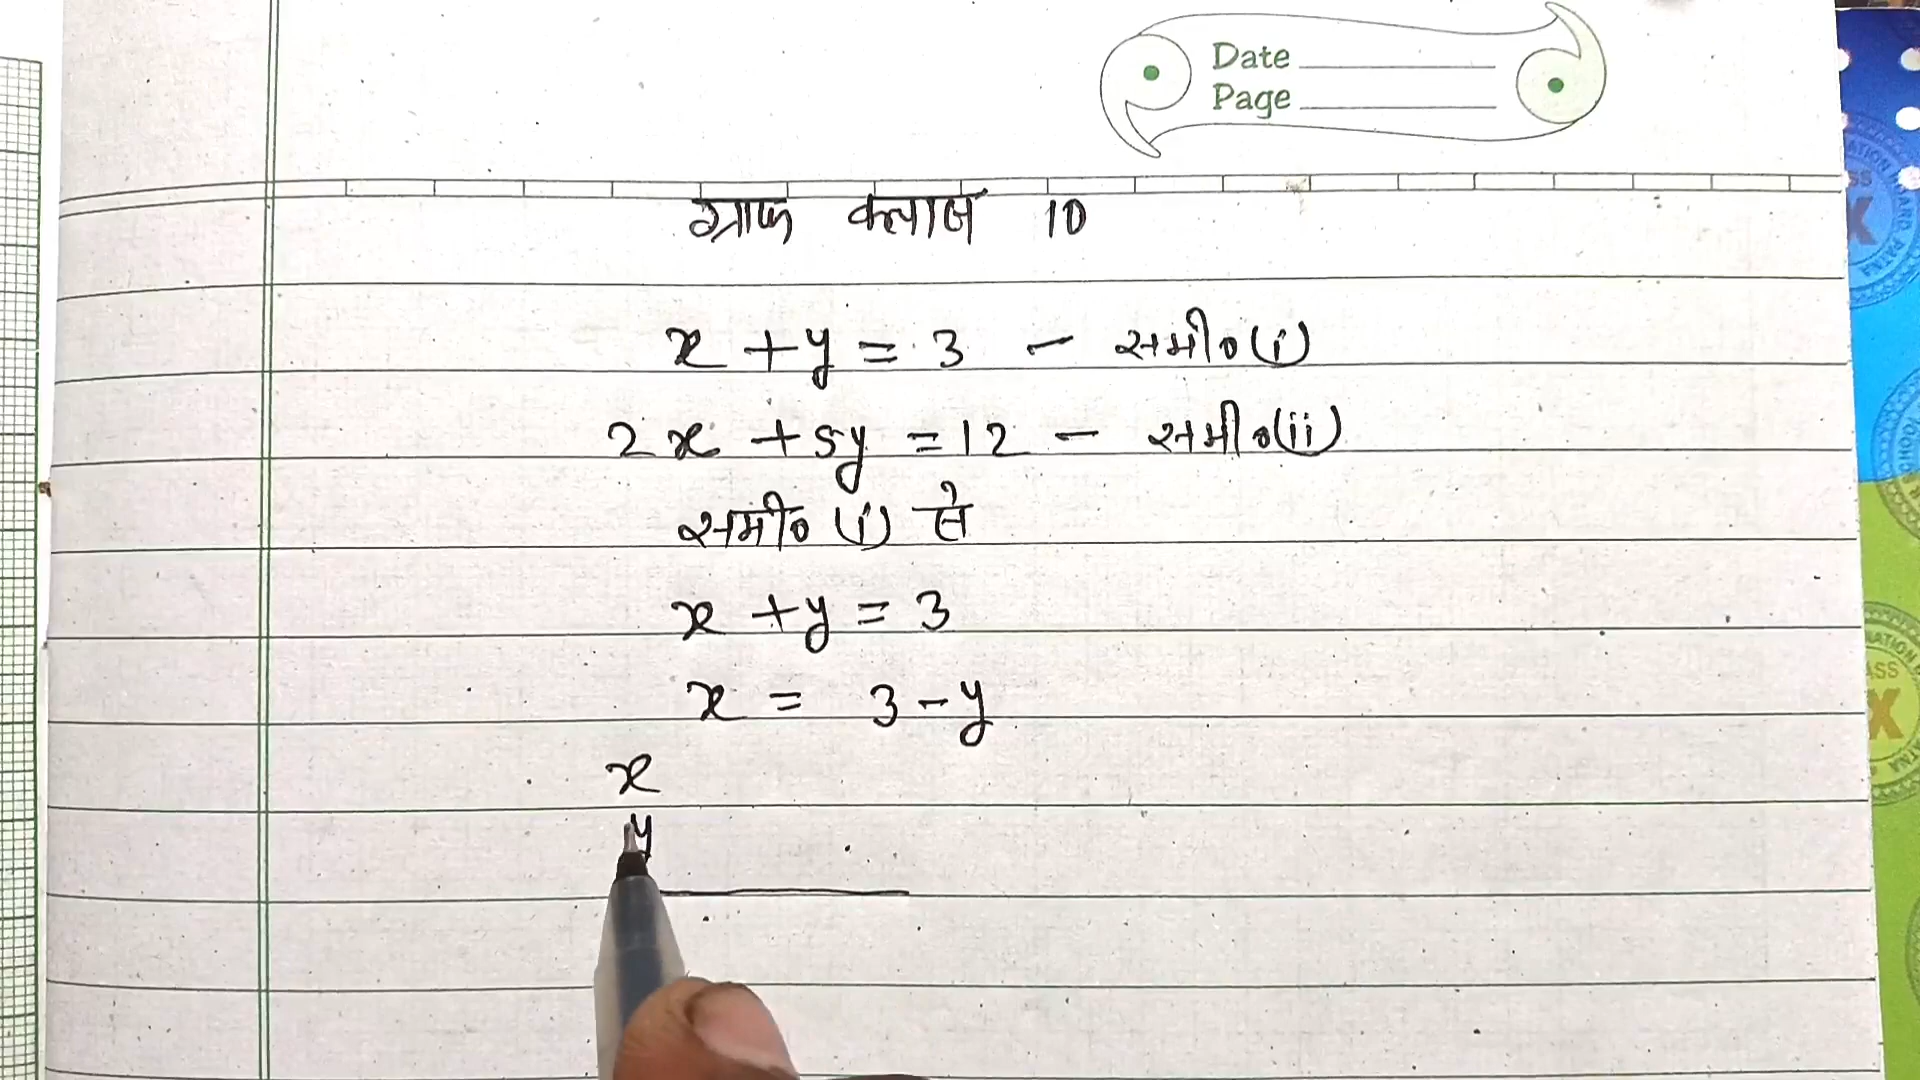 Date
Page
ग्राफ क्लास 10
x + y = 3 - समी०(i)
2x + 5y = 12 - समी०(ii)
समी० (i) से
x + y = 3
x = 3 - y
x
y